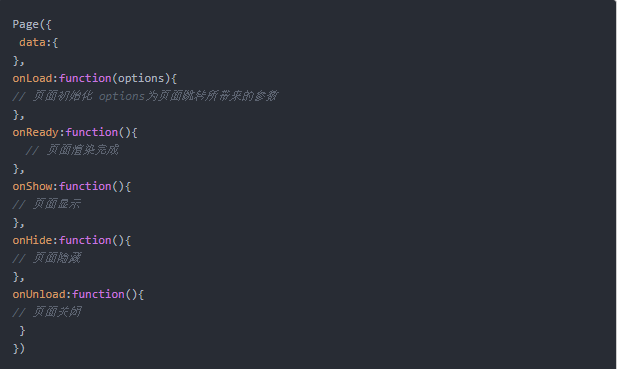 Page({
 data:{
},
onLoad:function(options){
// 页面初始化 options为页面跳转所带来的参数
},
onReady:function(){
  // 页面渲染完成
},
onShow:function(){
// 页面显示
},
onHide:function(){
// 页面隐藏
},
onUnload:function(){
// 页面关闭
 }
})